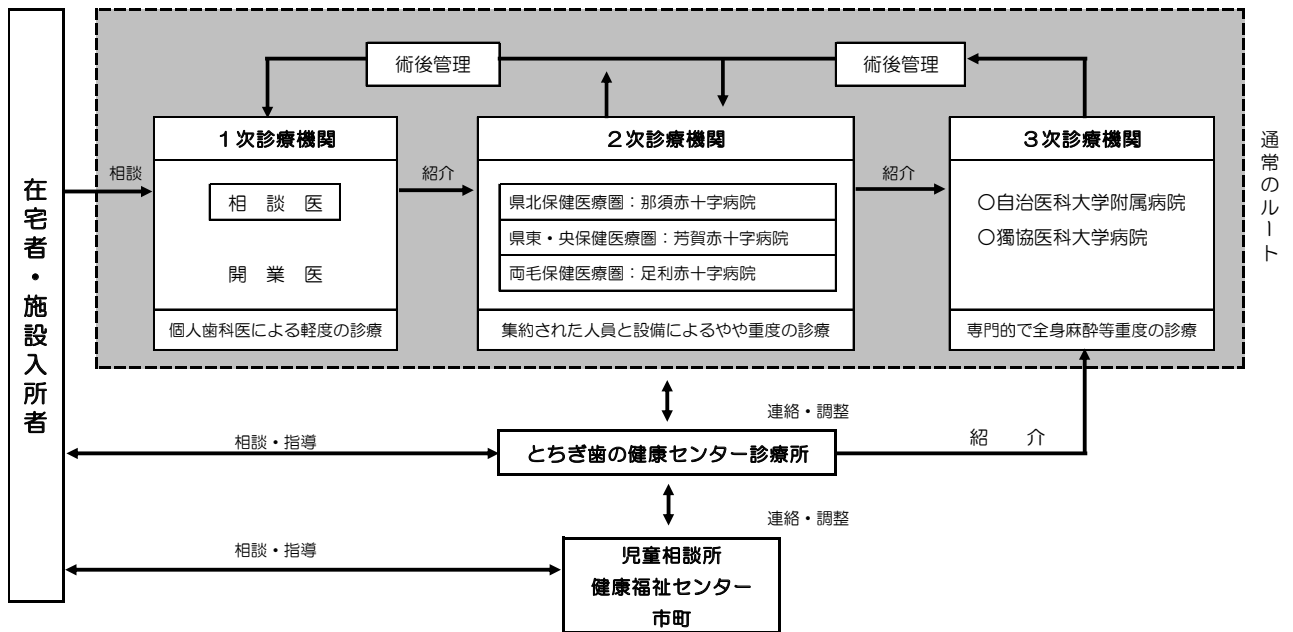 在宅者・施設入所者
術後管理
術後管理
1次診療機関
2次診療機関
3次診療機関
通常のルート
相談
紹介
紹介
相　談　医
開　業　医
個人歯科医による軽度の診療
県北保健医療圏：那須赤十字病院
県東・央保健医療圏：芳賀赤十字病院
両毛保健医療圏：足利赤十字病院
集約された人員と設備によるやや重度の診療
○自治医科大学附属病院
○獨協医科大学病院
専門的で全身麻酔等重度の診療
連絡・調整
相談・指導
とちぎ歯の健康センター診療所
紹　介
連絡・調整
相談・指導
児童相談所
健康福祉センター
市町